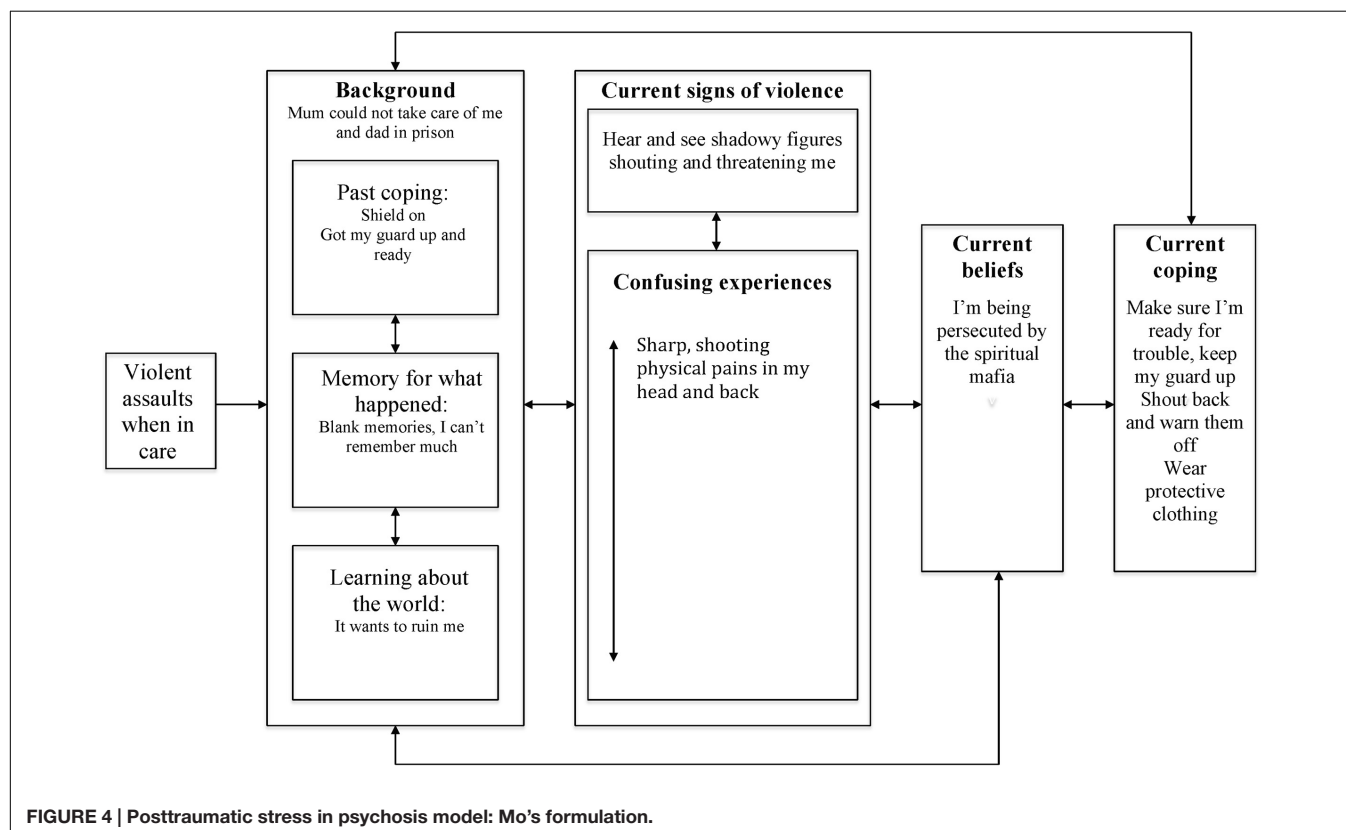 Background
Mum could not take care of me
and dad in prison
Past coping:
Shield on
Got my guard up and
ready
Memory for what
happened:
Blank memories, I can't
remember much
Learning about
the world:
It wants to ruin me
Violent
assaults
when in
care
Current signs of violence
Hear and see shadowy figures
shouting and threatening me
Confusing experiences
Sharp, shooting
physical pains in my
head and back
Current
beliefs
I'm being
persecuted by
the spiritual
mafia
Current
coping
Make sure I'm
ready for
trouble, keep
my guard up
Shout back
and warn them
off
Wear
protective
clothing
FIGURE 4 | Posttraumatic stress in psychosis model: Mo's formulation.